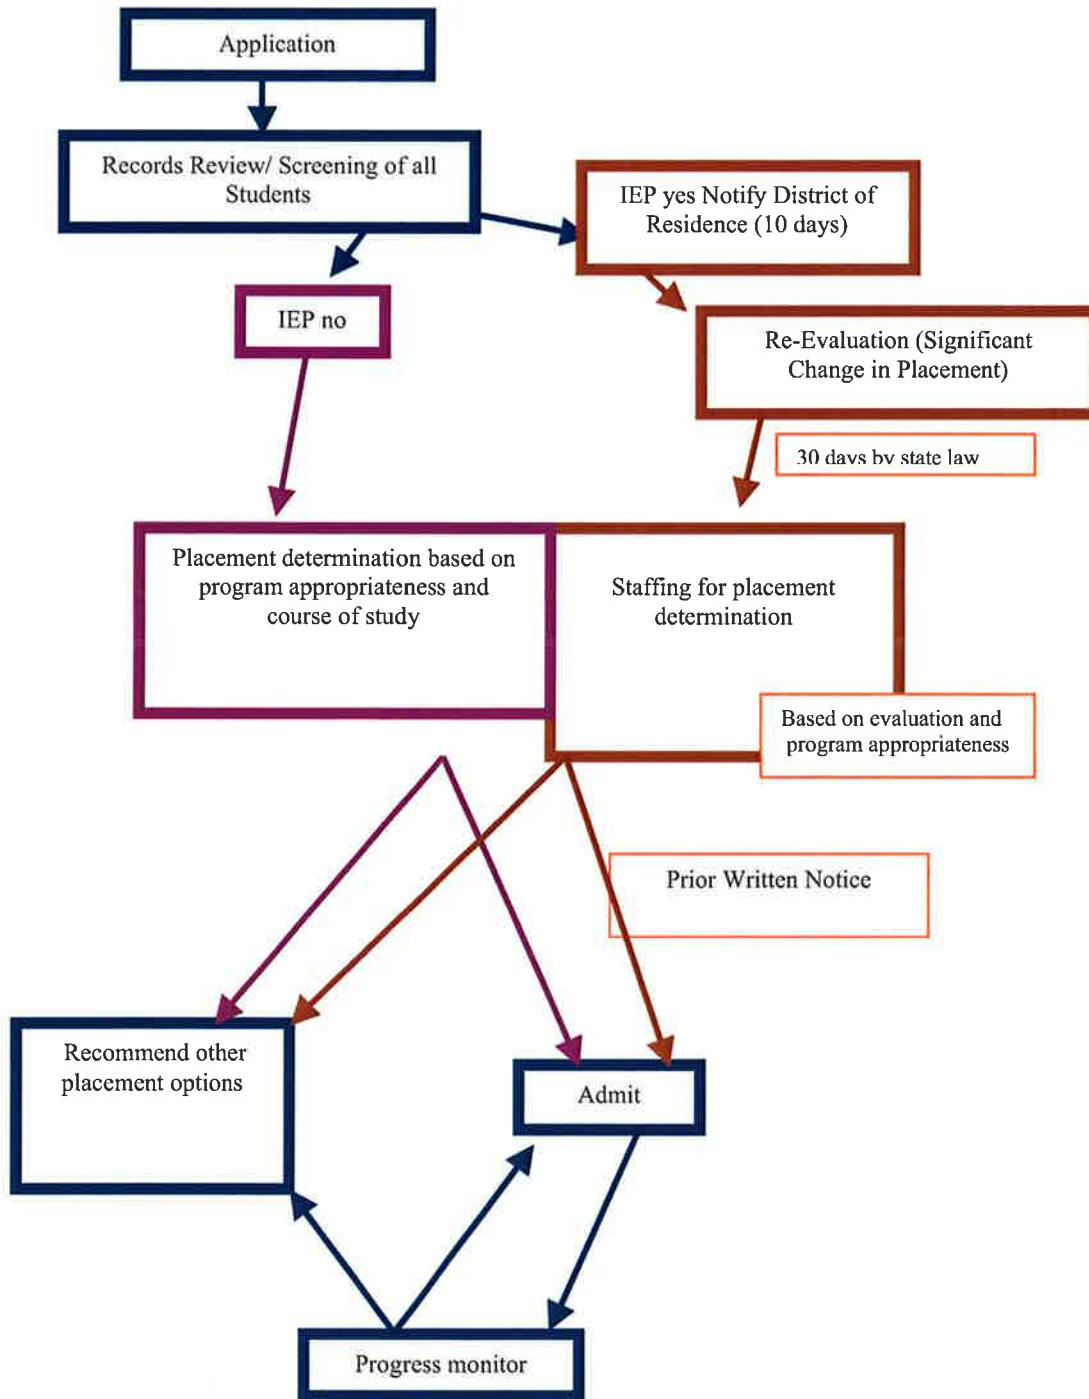 Application
Records Review/ Screening of all
Students
IEP yes Notify District of
Residence (10 days)
IEP no
Re-Evaluation (Significant
Change in Placement)
30 days by state law
Placement determination based on
program appropriateness and
course of study
Staffing for placement
determination
Based on evaluation and
program appropriateness
Prior Written Notice
Recommend other
placement options
Admit
Progress monitor